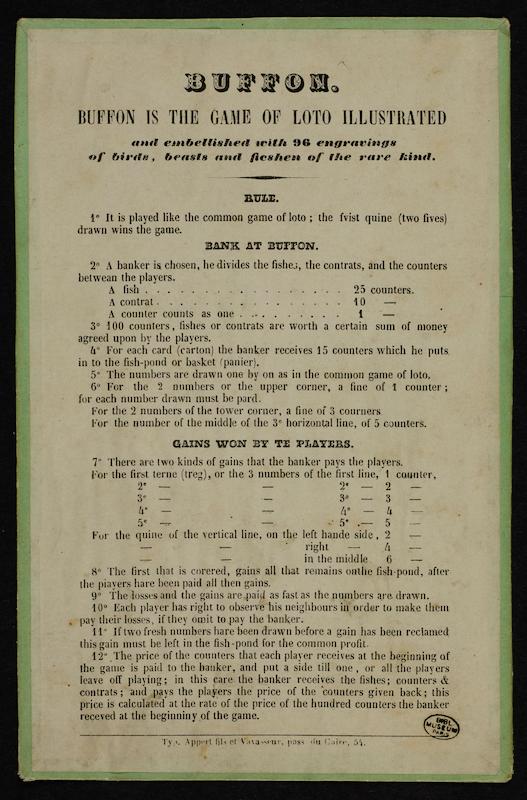 BUFFON.
BUFFON IS THE GAME OF LOTO ILLUSTRATED
and embellished with 96 engravings
of birds, beasts and fieshen of the rare kind.
RULE.
1° It is played like the common game of loto ; the fvist quine (two fives)
drawn wins the game.
BANK AT BUFFON.
2° A banker is chosen, he divides the fishes, the contrats, and the counters
betwean the players.
A fish . . . . . . . . . . . . . . . . . . 25 counters.
A contrat . . . . . . . . . . . . . . . . . 10 —
A counter counts as one . . . . . . . . . . 1 —
3° 100 counters, fishes or contrats are worth a certain sum of money
agreed upon by the players.
4° For each card (carton) the banker receives 15 counters which he puts
in to the fish-pond or basket (panier).
5° The numbers are drawn one by on as in the common game of loto.
6° For the 2 numbers or the upper corner, a fine of 1 counter ;
for each number drawn must be pard.
For the 2 numbers of the lower corner, a fine of 3 courners
For the number of the middle of the 3e horizontal line, of 5 counters.
GAINS WON BY TE PLAYERS.
7° There are two kinds of gains that the banker pays the players.
For the first terne (treg), or the 3 numbers of the first line, 1 counter,
2e — — 2e — 2 —
3e — — 3e — 3 —
4e — — 4e — 4 —
5e — — 5e — 5 —
For the quine of the vertical line, on the left hande side, 2 —
— — right — 4 —
— — in the middle 6 —
8° The first that is corered, gains all that remains onthe fish-pond, after
the piayers hare been paid all then gains.
9° The losses and the gains are paid as fast as the numbers are drawn.
10° Each player has right to observe his neighbours in order to make them
pay their losses, if they omit to pay the banker.
11° If two fresh numbers hare been drawn before a gain has been reclamed
this gain must be left in the fish-pond for the common profit.
12° The price of the counters that each player receives at the beginning of
the game is paid to the banker, and put a side till one, or all the players
leave off playing; in this care the banker receives the fishes; counters &
contrats; and pays the players the price of the counters given back; this
price is calculated at the rate of the price of the hundred counters the banker
receved at the beginniny of the game.
Typ. Appert fils et Vavasseur, pass. du Caire, 54.
MUSEUM
PARIS